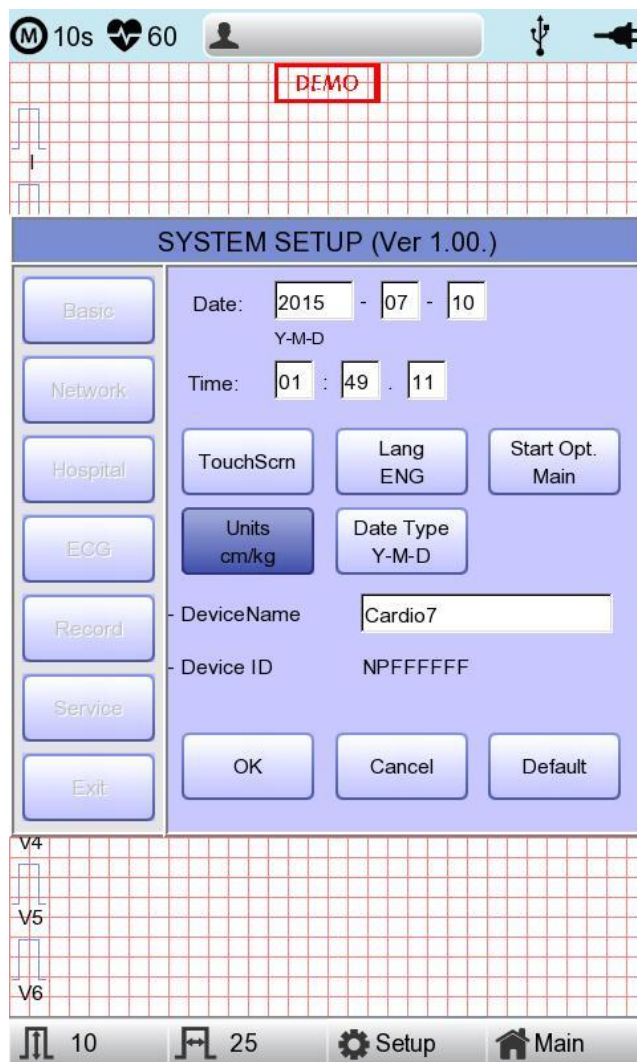 M 10s 60
DEMO
I
SYSTEM SETUP (Ver 1.00.)
Basic
Network
Hospital
ECG
Record
Service
Exit
Date: 2015 - 07 - 10
Y-M-D
Time: 01 : 49 . 11
TouchScrn
Lang
ENG
Start Opt.
Main
Units
cm/kg
Date Type
Y-M-D
- DeviceName Cardio7
- Device ID NPFFFFFF
OK Cancel Default
V4
V5
V6
10 25 Setup Main